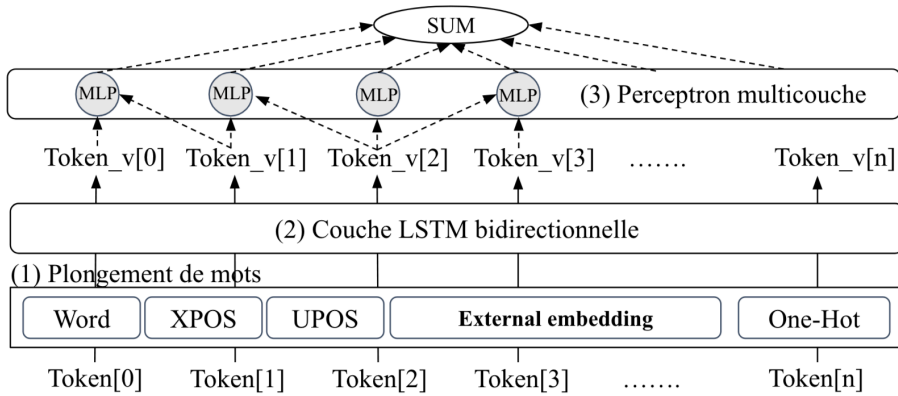 SUM
MLP MLP MLP MLP (3) Perceptron multicouche
Token_v[0] Token_v[1] Token_v[2] Token_v[3] ……. Token_v[n]
(2) Couche LSTM bidirectionnelle
(1) Plongement de mots
Word XPOS UPOS External embedding One-Hot
Token[0] Token[1] Token[2] Token[3] ……. Token[n]